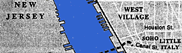 NEW
JERSEY
WEST
VILLAGE
Houston St.
SOHO
LITTLE
Canal St.
ITALY